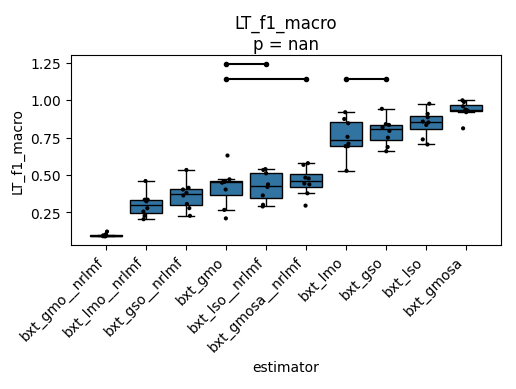 LT_f1_macro
p = nan
LT_f1_macro
1.25
1.00
0.75
0.50
0.25
bxt_gmo__nrlmf
bxt_lmo__nrlmf
bxt_gso__nrlmf
bxt_gmo
bxt_lso__nrlmf
bxt_gmosa__nrlmf
bxt_lmo
bxt_gso
bxt_lso
bxt_gmosa
estimator